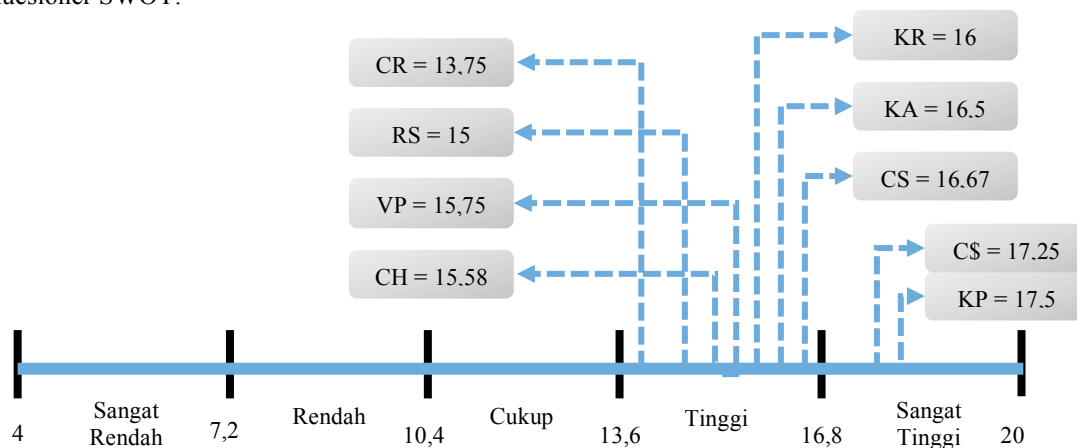 KR = 16
CR = 13,75
KA = 16,5
RS = 15
CS = 16,67
VP = 15,75
C$ = 17,25
CH = 15,58
KP = 17,5
Sangat
Rendah
Rendah
Cukup
Tinggi
Sangat
Tinggi
4
7,2
10,4
13,6
16,8
20